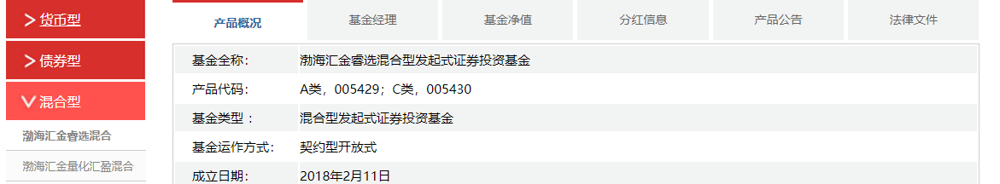 货币型
债券型
混合型
渤海汇金睿选混合
渤海汇金量化汇盈混合
产品概况 基金经理 基金净值 分红信息 产品公告 法律文件
基金全称： 渤海汇金睿选混合型发起式证券投资基金
产品代码： A类，005429；C类，005430
基金类型 ： 混合型发起式证券投资基金
基金运作方式： 契约型开放式
成立日期： 2018年2月11日